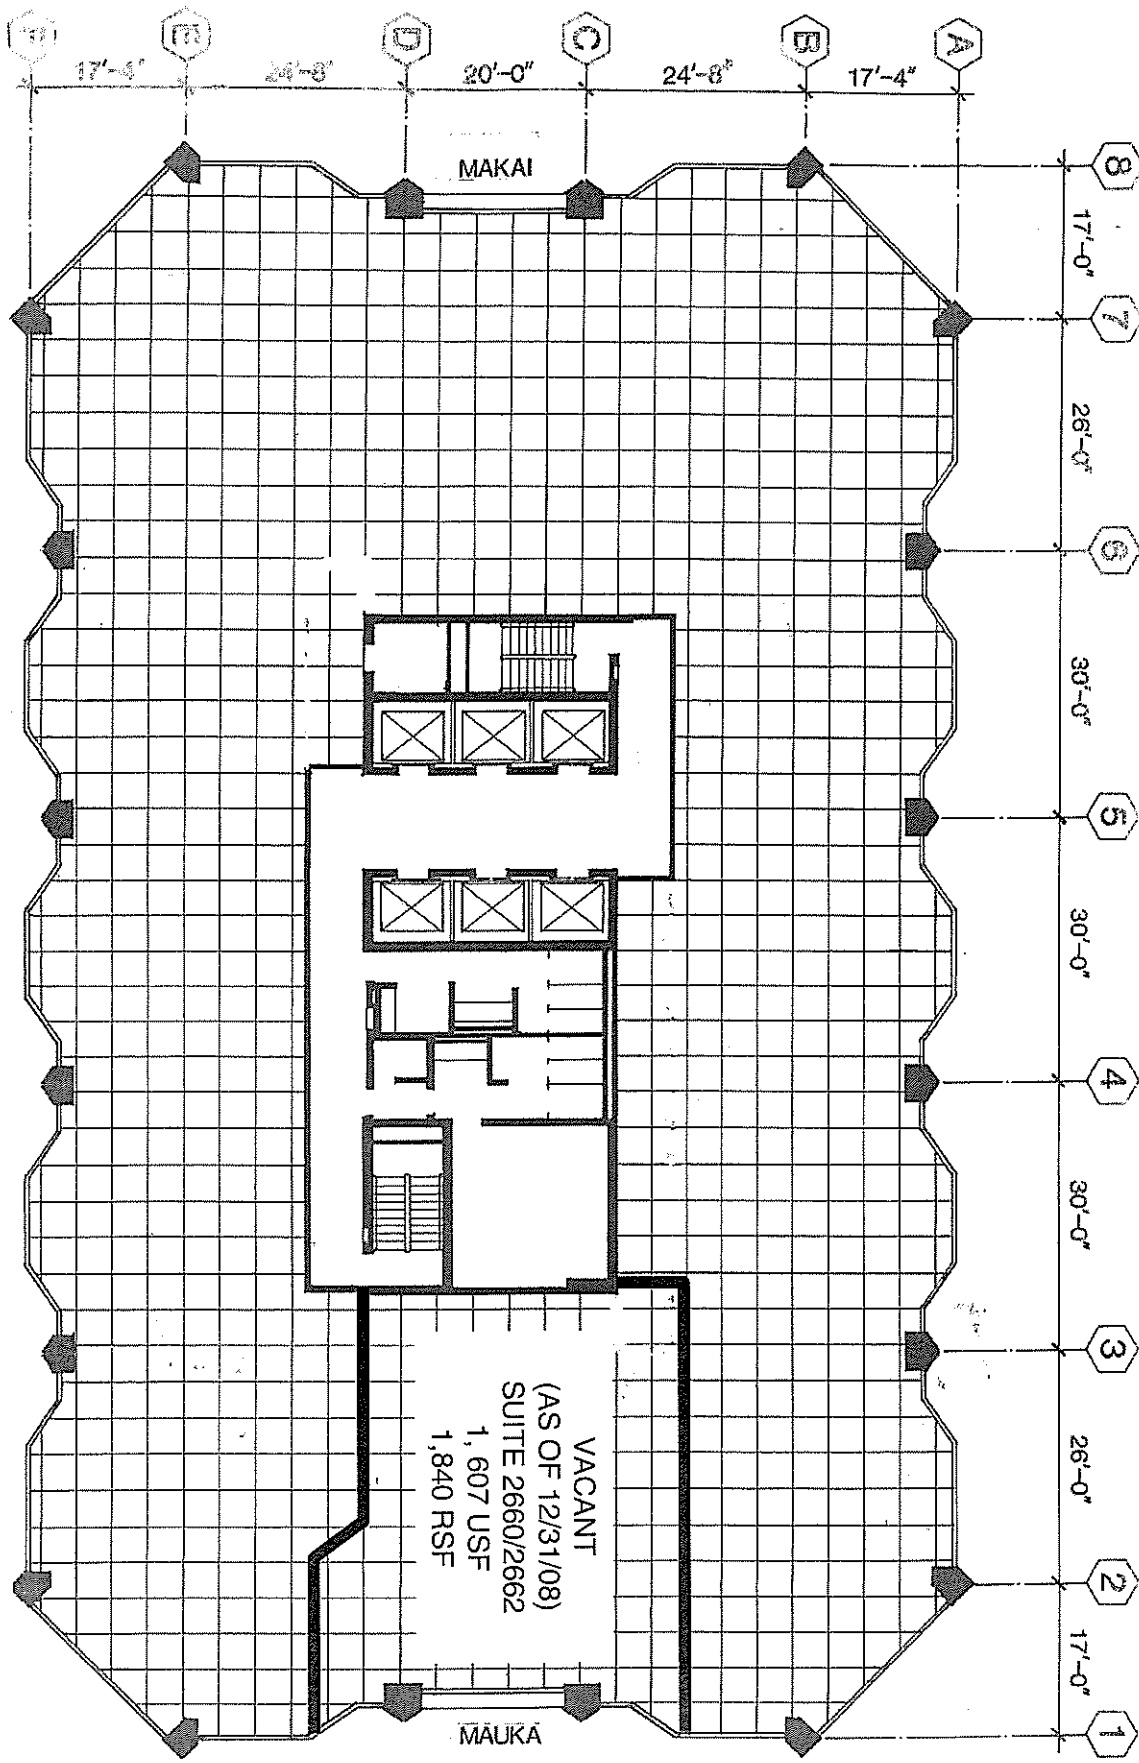 F
E
D
C
B
A
17'-4"
24'-8"
20'-0"
24'-8"
17'-4"
MAKAI
8
17'-0"
7
26'-0"
6
30'-0"
5
30'-0"
4
30'-0"
3
26'-0"
2
17'-0"
1
VACANT
(AS OF 12/31/08)
SUITE 2660/2662
1, 607 USF
1,840 RSF
MAUKA